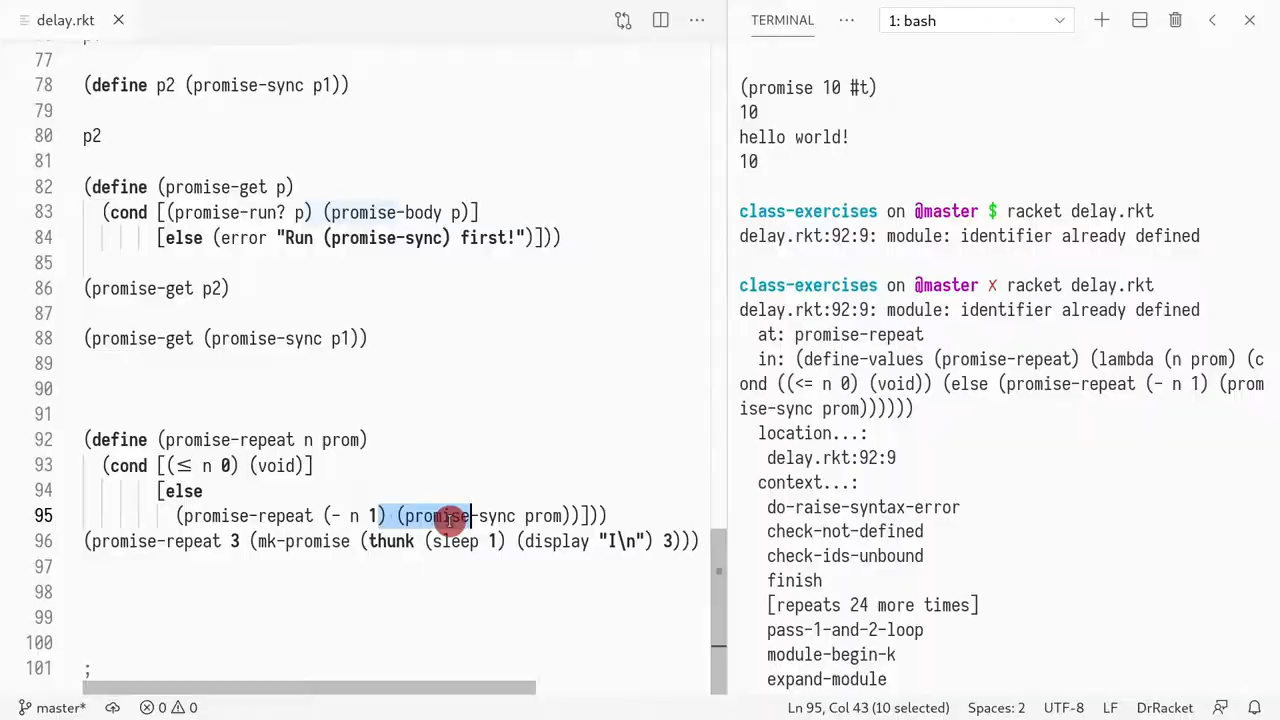 delay.rkt
TERMINAL
1: bash
77
78 (define p2 (promise-sync p1))
79
80 p2
81
82 (define (promise-get p)
83 (cond [(promise-run? p) (promise-body p)]
84 [else (error "Run (promise-sync) first!")]))
85
86 (promise-get p2)
87
88 (promise-get (promise-sync p1))
89
90
91
92 (define (promise-repeat n prom)
93 (cond [(≤ n 0) (void)]
94 [else
95 (promise-repeat (- n 1) (promise-sync prom))]))
96 (promise-repeat 3 (mk-promise (thunk (sleep 1) (display "I\n") 3)))
97
98
99
100
101 ;
(promise 10 #t)
10
hello world!
10
class-exercises on @master $ racket delay.rkt
delay.rkt:92:9: module: identifier already defined
class-exercises on @master X racket delay.rkt
delay.rkt:92:9: module: identifier already defined
at: promise-repeat
in: (define-values (promise-repeat) (lambda (n prom) (c
ond ((<= n 0) (void)) (else (promise-repeat (- n 1) (prom
ise-sync prom))))))
location...:
delay.rkt:92:9
context...:
do-raise-syntax-error
check-not-defined
check-ids-unbound
finish
[repeats 24 more times]
pass-1-and-2-loop
module-begin-k
expand-module
master* 0 0 Ln 95, Col 43 (10 selected) Spaces: 2 UTF-8 LF DrRacket